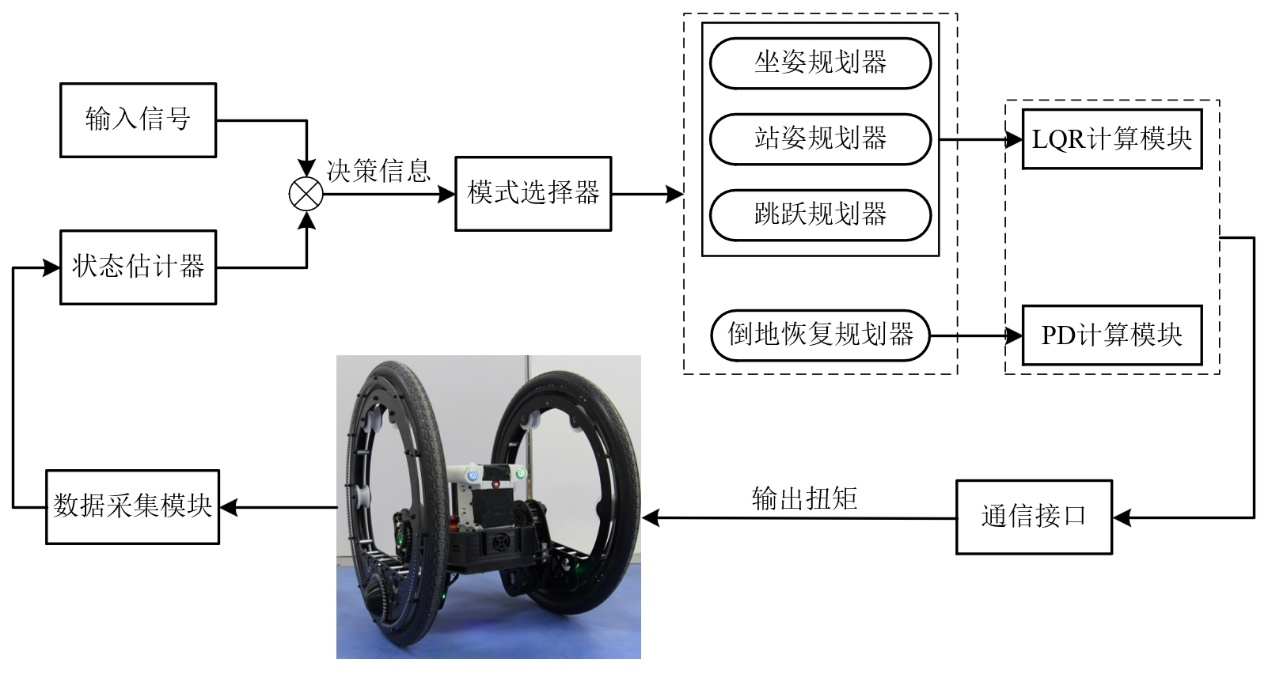 坐姿规划器
输入信号
站姿规划器
LQR计算模块
决策信息
模式选择器
跳跃规划器
状态估计器
倒地恢复规划器
PD计算模块
数据采集模块
输出扭矩
通信接口